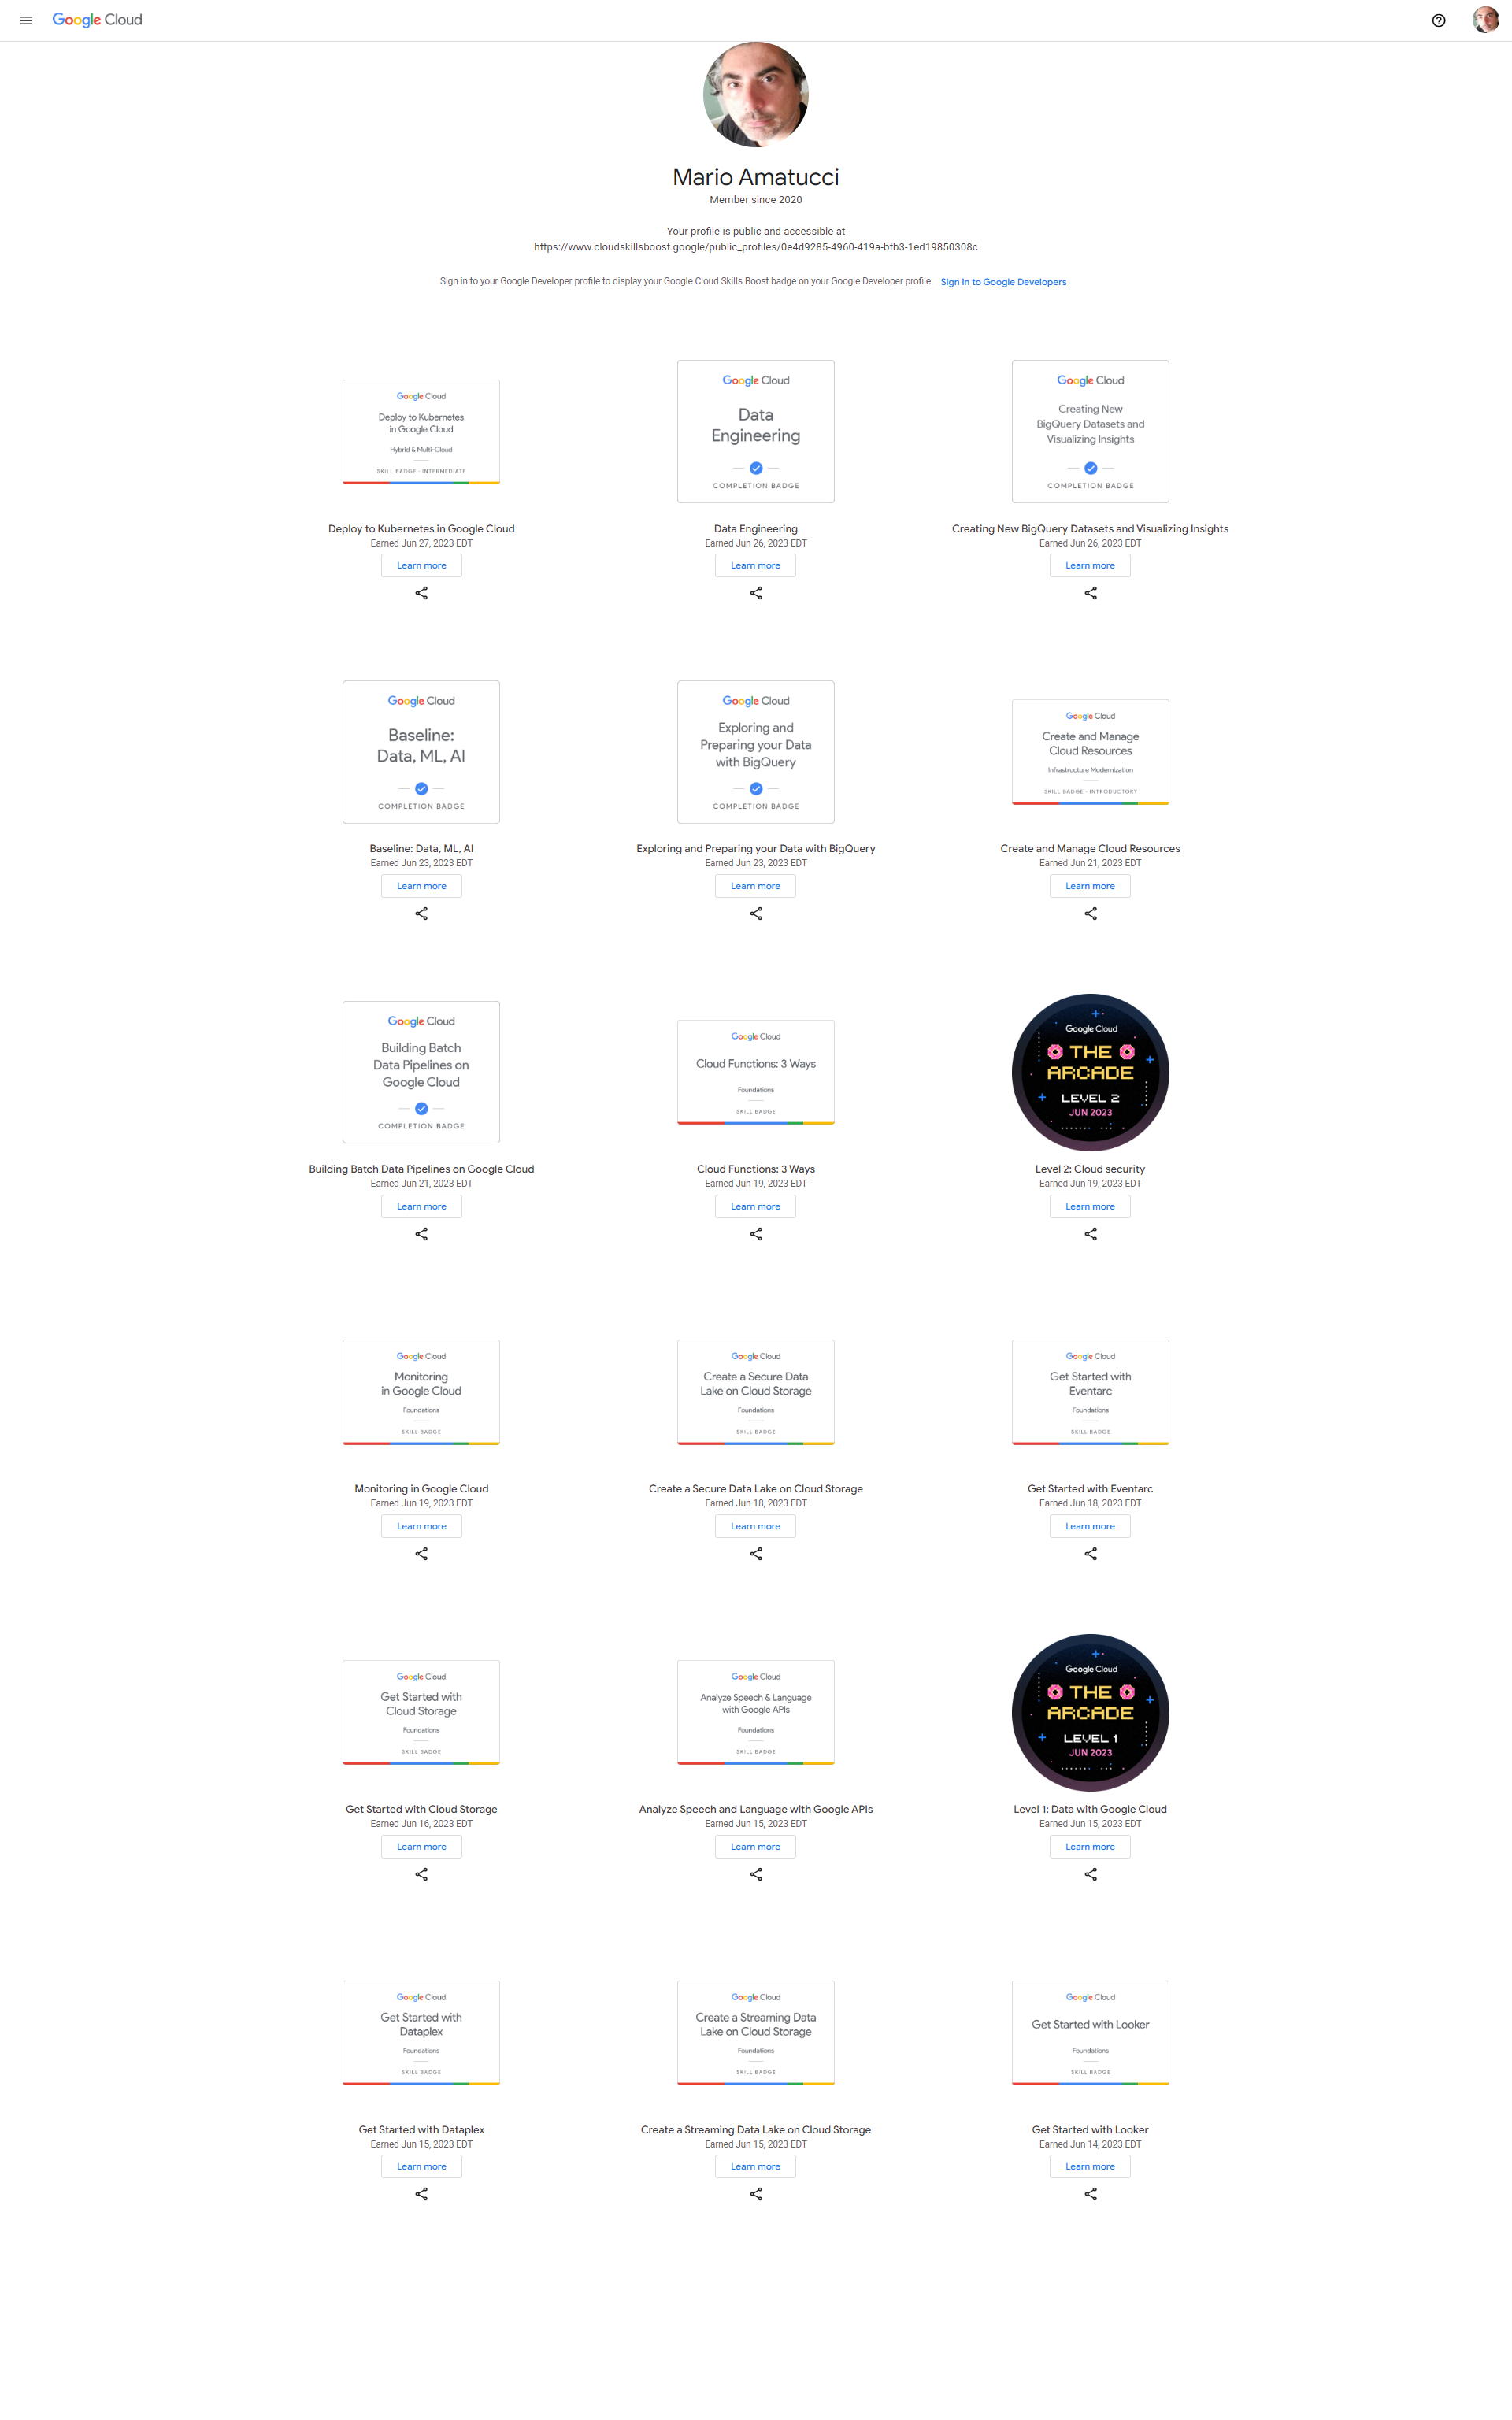 Google Cloud
Mario Amatucci
Member since 2020
Your profile is public and accessible at
https://www.cloudskillsboost.google/public_profiles/0e4d9285-4960-419a-bfb3-1ed19850308c
Sign in to your Google Developer profile to display your Google Cloud Skills Boost badge on your Google Developer profile. Sign in to Google Developers
Google Cloud
Deploy to Kubernetes
in Google Cloud
Hybrid & Multi-Cloud
SKILL BADGE · INTERMEDIATE
Deploy to Kubernetes in Google Cloud
Earned Jun 27, 2023 EDT
Learn more
Google Cloud
Data
Engineering
COMPLETION BADGE
Data Engineering
Earned Jun 26, 2023 EDT
Learn more
Google Cloud
Creating New
BigQuery Datasets and
Visualizing Insights
COMPLETION BADGE
Creating New BigQuery Datasets and Visualizing Insights
Earned Jun 26, 2023 EDT
Learn more
Google Cloud
Baseline:
Data, ML, AI
COMPLETION BADGE
Baseline: Data, ML, AI
Earned Jun 23, 2023 EDT
Learn more
Google Cloud
Exploring and
Preparing your Data
with BigQuery
COMPLETION BADGE
Exploring and Preparing your Data with BigQuery
Earned Jun 23, 2023 EDT
Learn more
Google Cloud
Create and Manage
Cloud Resources
Infrastructure Modernization
SKILL BADGE · INTRODUCTORY
Create and Manage Cloud Resources
Earned Jun 21, 2023 EDT
Learn more
Google Cloud
Building Batch
Data Pipelines on
Google Cloud
COMPLETION BADGE
Building Batch Data Pipelines on Google Cloud
Earned Jun 21, 2023 EDT
Learn more
Google Cloud
Cloud Functions: 3 Ways
Foundations
SKILL BADGE
Cloud Functions: 3 Ways
Earned Jun 19, 2023 EDT
Learn more
Google Cloud
THE
ARCADE
LEVEL 2
JUN 2023
Level 2: Cloud security
Earned Jun 19, 2023 EDT
Learn more
Google Cloud
Monitoring
in Google Cloud
Foundations
SKILL BADGE
Monitoring in Google Cloud
Earned Jun 19, 2023 EDT
Learn more
Google Cloud
Create a Secure Data
Lake on Cloud Storage
Foundations
SKILL BADGE
Create a Secure Data Lake on Cloud Storage
Earned Jun 18, 2023 EDT
Learn more
Google Cloud
Get Started with
Eventarc
Foundations
SKILL BADGE
Get Started with Eventarc
Earned Jun 18, 2023 EDT
Learn more
Google Cloud
Get Started with
Cloud Storage
Foundations
SKILL BADGE
Get Started with Cloud Storage
Earned Jun 16, 2023 EDT
Learn more
Google Cloud
Analyze Speech & Language
with Google APIs
Foundations
SKILL BADGE
Analyze Speech and Language with Google APIs
Earned Jun 15, 2023 EDT
Learn more
Google Cloud
THE
ARCADE
LEVEL 1
JUN 2023
Level 1: Data with Google Cloud
Earned Jun 15, 2023 EDT
Learn more
Google Cloud
Get Started with
Dataplex
Foundations
SKILL BADGE
Get Started with Dataplex
Earned Jun 15, 2023 EDT
Learn more
Google Cloud
Create a Streaming Data
Lake on Cloud Storage
Foundations
SKILL BADGE
Create a Streaming Data Lake on Cloud Storage
Earned Jun 15, 2023 EDT
Learn more
Google Cloud
Get Started with Looker
Foundations
SKILL BADGE
Get Started with Looker
Earned Jun 14, 2023 EDT
Learn more